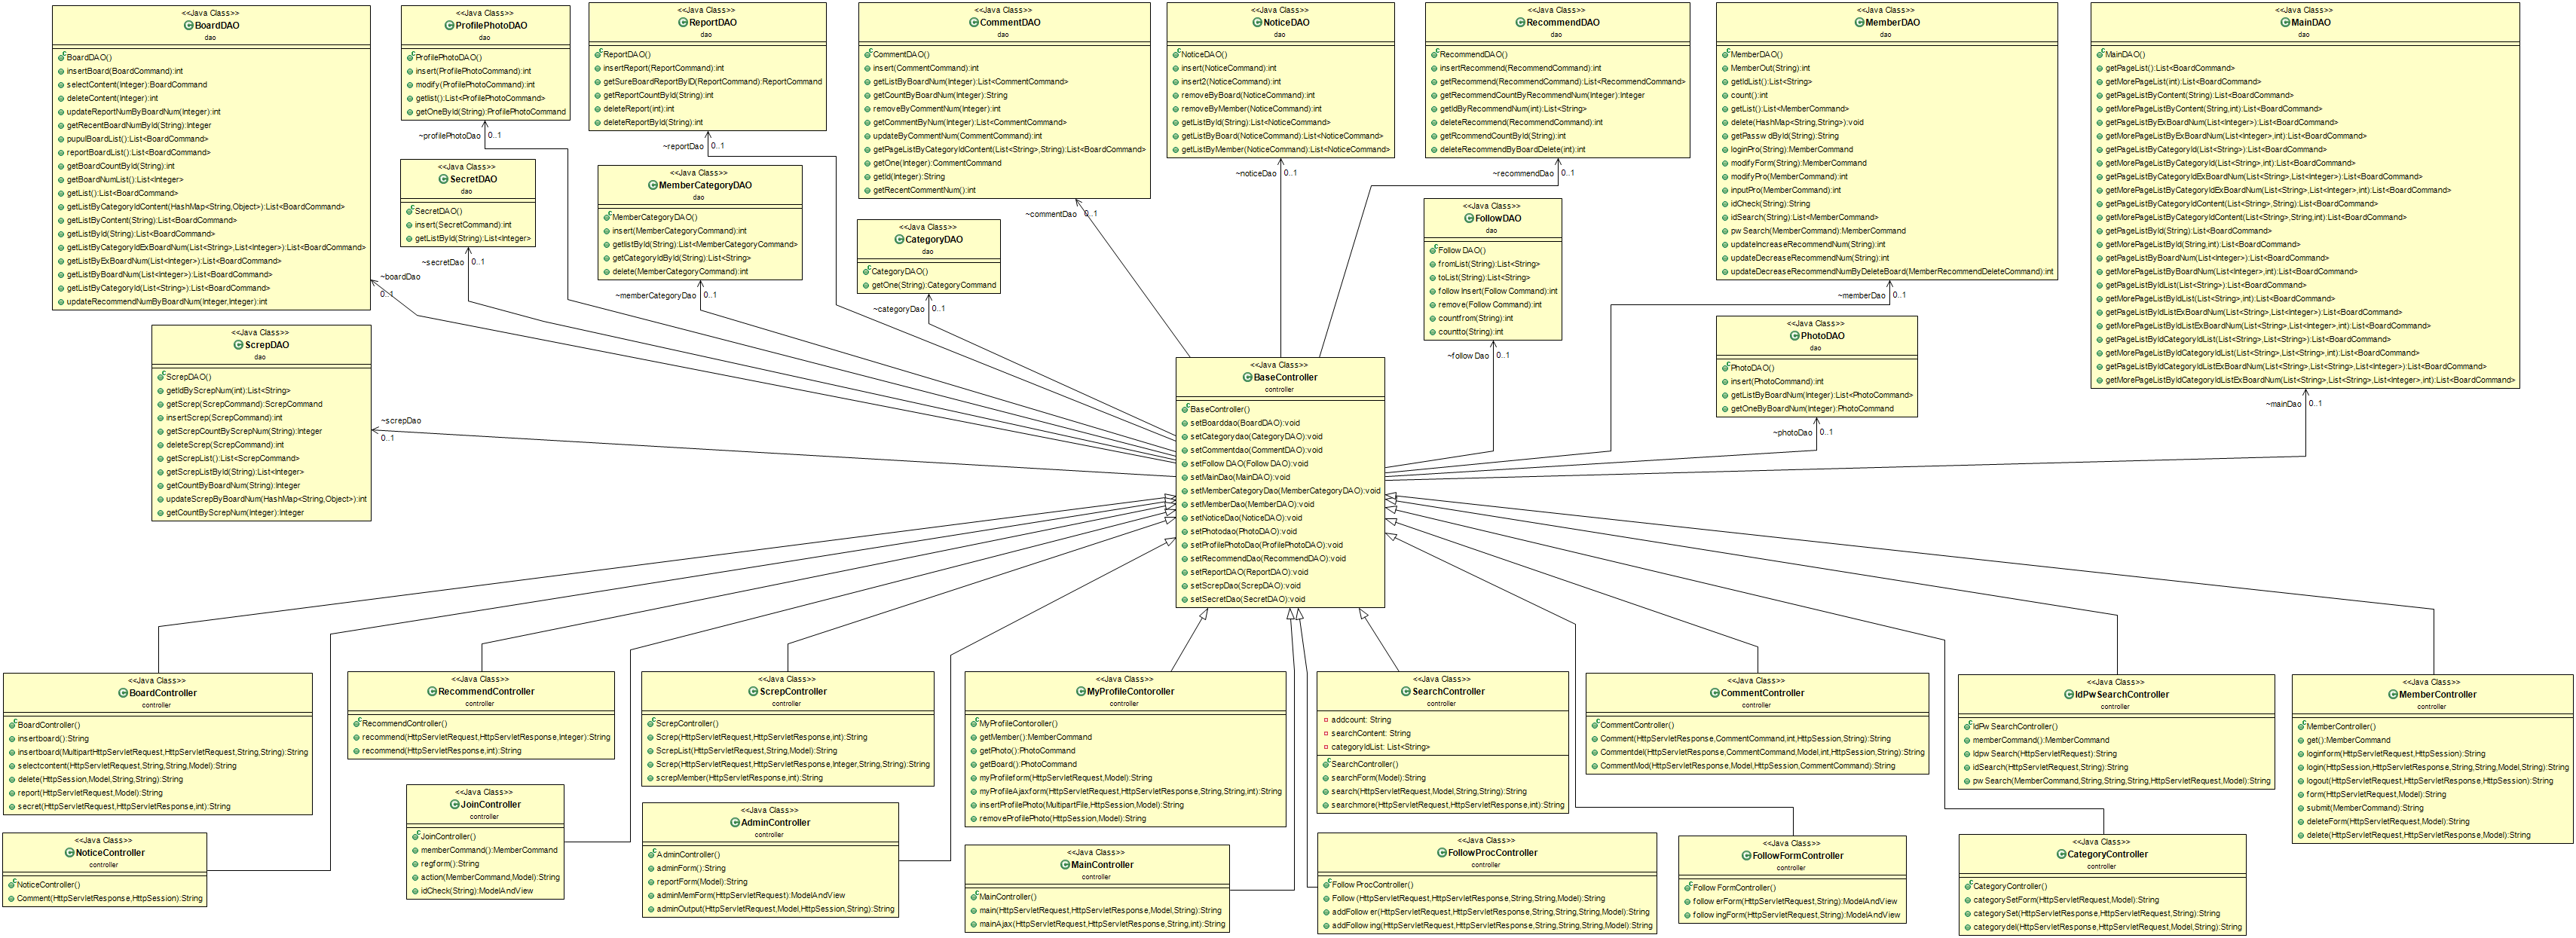 <<Java Class>>
BoardDAO
dao
BoardDAO()
insertBoard(BoardCommand):int
selectContent(Integer):BoardCommand
deleteContent(Integer):int
updateReportNumByBoardNum(Integer):int
getRecentBoardNumById(String):Integer
pupulBoardList():List<BoardCommand>
reportBoardList():List<BoardCommand>
getBoardCountById(String):int
getBoardNumList():List<Integer>
getList():List<BoardCommand>
getListByCategoryIdContent(HashMap<String,Object>):List<BoardCommand>
getListByContent(String):List<BoardCommand>
getListById(String):List<BoardCommand>
getListByCategoryIdExBoardNum(List<String>,List<Integer>):List<BoardCommand>
getListByExBoardNum(List<Integer>):List<BoardCommand>
getListByBoardNum(List<Integer>):List<BoardCommand>
getListByCategoryId(List<String>):List<BoardCommand>
updateRecommendNumByBoardNum(Integer,Integer):int
<<Java Class>>
ProfilePhotoDAO
dao
ProfilePhotoDAO()
insert(ProfilePhotoCommand):int
modify(ProfilePhotoCommand):int
getlist():List<ProfilePhotoCommand>
getOneById(String):ProfilePhotoCommand
~profilePhotoDao 0..1
<<Java Class>>
ReportDAO
dao
ReportDAO()
insertReport(ReportCommand):int
getSureBoardReportByID(ReportCommand):ReportCommand
getReportCountById(String):int
deleteReport(int):int
deleteReportById(String):int
~reportDao 0..1
<<Java Class>>
CommentDAO
dao
CommentDAO()
insert(CommentCommand):int
getListByBoardNum(Integer):List<CommentCommand>
getCountByBoardNum(Integer):String
removeByCommentNum(Integer):int
getCommentByNum(Integer):List<CommentCommand>
updateByCommentNum(CommentCommand):int
getPageListByCategoryIdContent(List<String>,String):List<BoardCommand>
getOne(Integer):CommentCommand
getId(Integer):String
getRecentCommentNum():int
~commentDao 0..1
<<Java Class>>
NoticeDAO
dao
NoticeDAO()
insert(NoticeCommand):int
insert2(NoticeCommand):int
removeByBoard(NoticeCommand):int
removeByMember(NoticeCommand):int
getListById(String):List<NoticeCommand>
getListByBoard(NoticeCommand):List<NoticeCommand>
getListByMember(NoticeCommand):List<NoticeCommand>
~noticeDao 0..1
<<Java Class>>
RecommendDAO
dao
RecommendDAO()
insertRecommend(RecommendCommand):int
getRecommend(RecommendCommand):List<RecommendCommand>
getRecommendCountByRecommendNum(Integer):Integer
getIdByRecommendNum(int):List<String>
deleteRecommend(RecommendCommand):int
getRcommendCountById(String):int
deleteRecommendByBoardDelete(int):int
~recommendDao 0..1
<<Java Class>>
MemberDAO
dao
MemberDAO()
MemberOut(String):int
getIdList():List<String>
count():int
getList():List<MemberCommand>
delete(HashMap<String,String>):void
getPasswdById(String):String
loginPro(String):MemberCommand
modifyForm(String):MemberCommand
modifyPro(MemberCommand):int
inputPro(MemberCommand):int
idCheck(String):String
idSearch(String):List<MemberCommand>
pwSearch(MemberCommand):MemberCommand
updateIncreaseRecommendNum(String):int
updateDecreaseRecommendNum(String):int
updateDecreaseRecommendNumByDeleteBoard(MemberRecommendDeleteCommand):int
~memberDao 0..1
<<Java Class>>
MainDAO
dao
MainDAO()
getPageList():List<BoardCommand>
getMorePageList(int):List<BoardCommand>
getPageListByContent(String):List<BoardCommand>
getMorePageListByContent(String,int):List<BoardCommand>
getPageListByExBoardNum(List<Integer>):List<BoardCommand>
getMorePageListByExBoardNum(List<Integer>,int):List<BoardCommand>
getPageListByCategoryId(List<String>):List<BoardCommand>
getMorePageListByCategoryId(List<String>,int):List<BoardCommand>
getPageListByCategoryIdExBoardNum(List<String>,List<Integer>):List<BoardCommand>
getMorePageListByCategoryIdExBoardNum(List<String>,List<Integer>,int):List<BoardCommand>
getPageListByCategoryIdContent(List<String>,String):List<BoardCommand>
getMorePageListByCategoryIdContent(List<String>,String,int):List<BoardCommand>
getPageListById(String):List<BoardCommand>
getMorePageListById(String,int):List<BoardCommand>
getPageListByBoardNum(List<Integer>):List<BoardCommand>
getMorePageListByBoardNum(List<Integer>,int):List<BoardCommand>
getPageListByIdList(List<String>):List<BoardCommand>
getMorePageListByIdList(List<String>,int):List<BoardCommand>
getPageListByIdListExBoardNum(List<String>,List<Integer>):List<BoardCommand>
getMorePageListByIdListExBoardNum(List<String>,List<Integer>,int):List<BoardCommand>
getPageListByIdCategoryIdList(List<String>,List<String>):List<BoardCommand>
getMorePageListByIdCategoryIdList(List<String>,List<String>,int):List<BoardCommand>
getPageListByIdCategoryIdListExBoardNum(List<String>,List<String>,List<Integer>):List<BoardCommand>
getMorePageListByIdCategoryIdListExBoardNum(List<String>,List<String>,List<Integer>,int):List<BoardCommand>
~mainDao 0..1
<<Java Class>>
SecretDAO
dao
SecretDAO()
insert(SecretCommand):int
getListById(String):List<Integer>
~secretDao 0..1
<<Java Class>>
MemberCategoryDAO
dao
MemberCategoryDAO()
insert(MemberCategoryCommand):int
getlistById(String):List<MemberCategoryCommand>
getCategoryIdById(String):List<String>
delete(MemberCategoryCommand):int
~memberCategoryDao 0..1
<<Java Class>>
CategoryDAO
dao
CategoryDAO()
getOne(String):CategoryCommand
~categoryDao 0..1
<<Java Class>>
FollowDAO
dao
FollowDAO()
fromList(String):List<String>
toList(String):List<String>
followInsert(FollowCommand):int
remove(FollowCommand):int
countfrom(String):int
countto(String):int
~followDao 0..1
~boardDao
0..1
<<Java Class>>
PhotoDAO
dao
PhotoDAO()
insert(PhotoCommand):int
getListByBoardNum(Integer):List<PhotoCommand>
getOneByBoardNum(Integer):PhotoCommand
~photoDao 0..1
<<Java Class>>
ScrepDAO
dao
ScrepDAO()
getIdByScrepNum(int):List<String>
getScrep(ScrepCommand):ScrepCommand
insertScrep(ScrepCommand):int
getScrepCountByScrepNum(String):Integer
deleteScrep(ScrepCommand):int
getScrepList():List<ScrepCommand>
getScrepListById(String):List<Integer>
getCountByBoardNum(String):Integer
updateScrepByBoardNum(HashMap<String,Object>):int
getCountByScrepNum(Integer):Integer
~screpDao
0..1
<<Java Class>>
BaseController
controller
BaseController()
setBoarddao(BoardDAO):void
setCategorydao(CategoryDAO):void
setCommentdao(CommentDAO):void
setFollowDAO(FollowDAO):void
setMainDao(MainDAO):void
setMemberCategoryDao(MemberCategoryDAO):void
setMemberDao(MemberDAO):void
setNoticeDao(NoticeDAO):void
setPhotodao(PhotoDAO):void
setProfilePhotoDao(ProfilePhotoDAO):void
setRecommendDao(RecommendDAO):void
setReportDAO(ReportDAO):void
setScrepDao(ScrepDAO):void
setSecretDao(SecretDAO):void
<<Java Class>>
BoardController
controller
BoardController()
insertboard():String
insertboard(MultipartHttpServletRequest,HttpServletRequest,String,String):String
selectcontent(HttpServletRequest,String,String,Model):String
delete(HttpSession,Model,String,String):String
report(HttpServletRequest,Model):String
secret(HttpServletRequest,HttpServletResponse,int):String
<<Java Class>>
RecommendController
controller
RecommendController()
recommend(HttpServletRequest,HttpServletResponse,Integer):String
recommend(HttpServletResponse,int):String
<<Java Class>>
ScrepController
controller
ScrepController()
Screp(HttpServletRequest,HttpServletResponse,int):String
ScrepList(HttpServletRequest,String,Model):String
Screp(HttpServletRequest,HttpServletResponse,Integer,String,String):String
screpMember(HttpServletResponse,int):String
<<Java Class>>
MyProfileContoroller
controller
MyProfileContoroller()
getMember():MemberCommand
getPhoto():PhotoCommand
getBoard():PhotoCommand
myProfileform(HttpServletRequest,Model):String
myProfileAjaxform(HttpServletRequest,HttpServletResponse,String,String,int):String
insertProfilePhoto(MultipartFile,HttpSession,Model):String
removeProfilePhoto(HttpSession,Model):String
<<Java Class>>
SearchController
controller
addcount: String
searchContent: String
categoryIdList: List<String>
SearchController()
searchForm(Model):String
search(HttpServletRequest,Model,String,String):String
searchmore(HttpServletRequest,HttpServletResponse,int):String
<<Java Class>>
CommentController
controller
CommentController()
Comment(HttpServletResponse,CommentCommand,int,HttpSession,String):String
Commentdel(HttpServletResponse,CommentCommand,Model,int,HttpSession,String):String
CommentMod(HttpServletResponse,Model,HttpSession,CommentCommand):String
<<Java Class>>
IdPwSearchController
controller
IdPwSearchController()
memberCommand():MemberCommand
IdpwSearch(HttpServletRequest):String
idSearch(HttpServletRequest,String):String
pwSearch(MemberCommand,String,String,String,HttpServletRequest,Model):String
<<Java Class>>
MemberController
controller
MemberController()
get():MemberCommand
loginform(HttpServletRequest,HttpSession):String
login(HttpSession,HttpServletRequest,String,String,Model,String):String
logout(HttpServletRequest,HttpServletResponse,HttpSession):String
form(HttpServletRequest,Model):String
submit(MemberCommand):String
deleteForm(HttpServletRequest,Model):String
delete(HttpServletRequest,HttpServletResponse,Model):String
<<Java Class>>
NoticeController
controller
NoticeController()
Comment(HttpServletResponse,HttpSession):String
<<Java Class>>
JoinController
controller
JoinController()
memberCommand():MemberCommand
regform():String
action(MemberCommand,Model):String
idCheck(String):ModelAndView
<<Java Class>>
AdminController
controller
AdminController()
adminForm():String
reportForm(Model):String
adminMemForm(HttpServletRequest):ModelAndView
adminOutput(HttpServletRequest,Model,HttpSession,String):String
<<Java Class>>
MainController
controller
MainController()
main(HttpServletRequest,HttpServletResponse,Model,String):String
mainAjax(HttpServletRequest,HttpServletResponse,String,int):String
<<Java Class>>
FollowProcController
controller
FollowProcController()
Follow(HttpServletRequest,HttpServletResponse,String,String,Model):String
addFollower(HttpServletRequest,HttpServletResponse,String,String,String,Model):String
addFollowing(HttpServletRequest,HttpServletResponse,String,String,String,Model):String
<<Java Class>>
FollowFormController
controller
FollowFormController()
followerForm(HttpServletRequest,String):ModelAndView
followingForm(HttpServletRequest,String):ModelAndView
<<Java Class>>
CategoryController
controller
CategoryController()
categorySetForm(HttpServletRequest,Model):String
categorySet(HttpServletResponse,HttpServletRequest,String):String
categorydel(HttpServletRequest,HttpServletResponse,Model,String):String